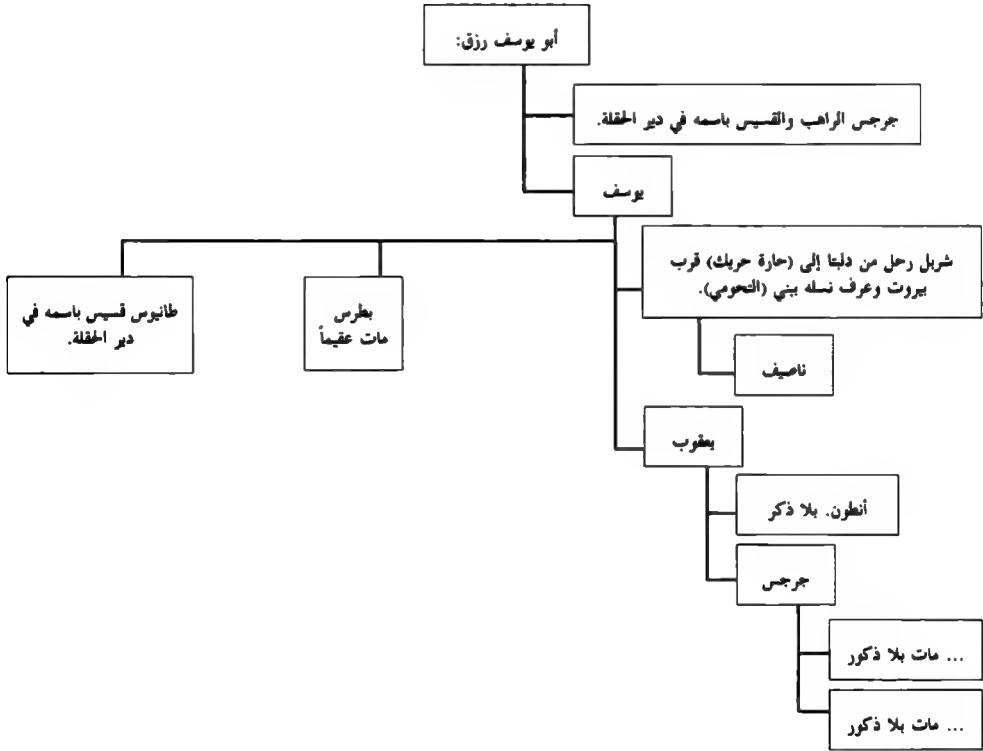 أبو يوسف رزق:
جرجس الراهب والقسيس باسمه في دير الحقلة.
يوسف
شربل رحل من دلبتا إلى (حارة حريك) قرب
بيروت وعرف نسله ببني (التحومي).
ناصيف
بطرس
مات عقيماً
طانيوس قسيس باسمه في
دير الحقلة.
يعقوب
أنطون. بلا ذكر
جرجس
... مات بلا ذكور
... مات بلا ذكور